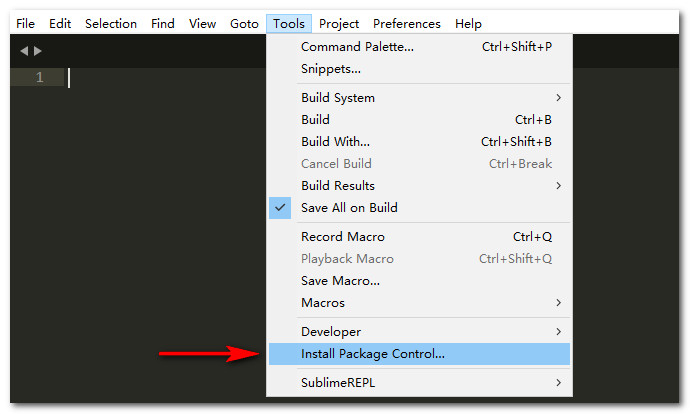 File Edit Selection Find View Goto Tools Project Preferences Help
1
Command Palette... Ctrl+Shift+P
Snippets...
Build System
Build Ctrl+B
Build With... Ctrl+Shift+B
Cancel Build Ctrl+Break
Build Results
Save All on Build
Record Macro Ctrl+Q
Playback Macro Ctrl+Shift+Q
Save Macro...
Macros
Developer
Install Package Control...
SublimeREPL